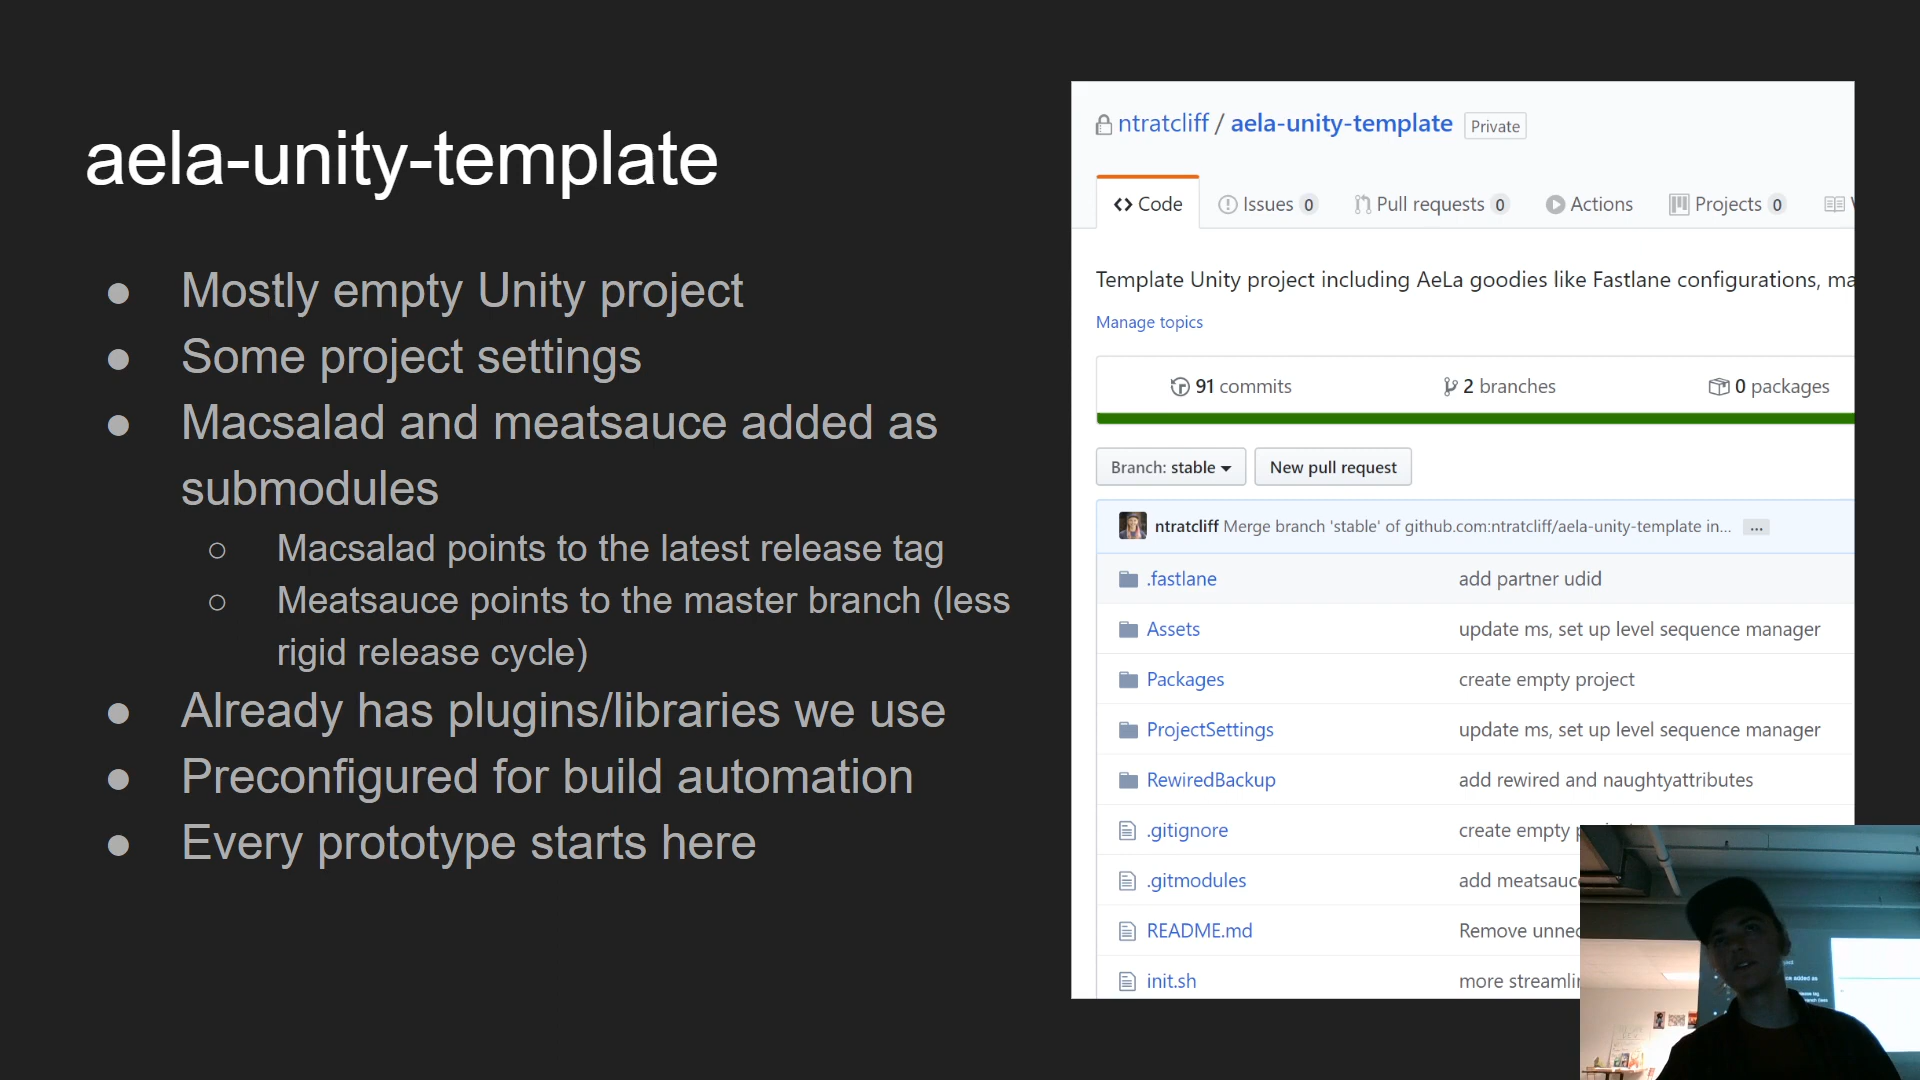 aela-unity-template
● Mostly empty Unity project
● Some project settings
● Macsalad and meatsauce added as
submodules
○ Macsalad points to the latest release tag
○ Meatsauce points to the master branch (less
rigid release cycle)
● Already has plugins/libraries we use
● Preconfigured for build automation
● Every prototype starts here
ntratcliff / aela-unity-template Private
Code Issues 0 Pull requests 0 Actions Projects 0
Template Unity project including AeLa goodies like Fastlane configurations,
Manage topics
91 commits 2 branches 0 packages
Branch: stable New pull request
ntratcliff Merge branch 'stable' of github.com:ntratcliff/aela-unity-template in... ...
.fastlane add partner udid
Assets update ms, set up level sequence manager
Packages create empty project
ProjectSettings update ms, set up level sequence manager
RewiredBackup add rewired and naughtyattributes
.gitignore create empty
.gitmodules add
README.md Remove
init.sh more